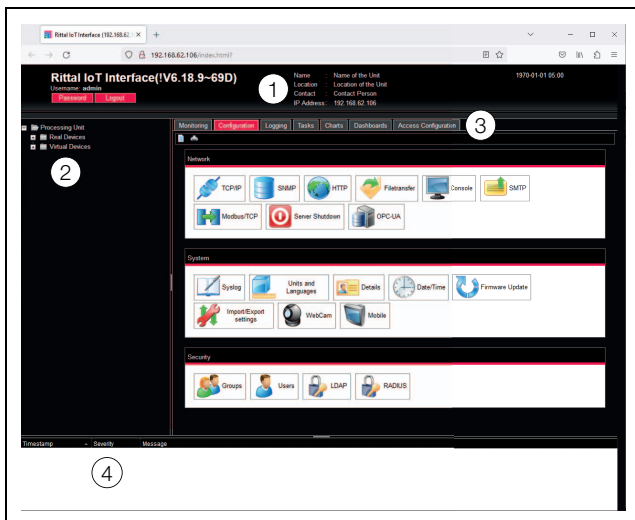 Rittal IoT Interface (192.168.62.1
192.168.62.106/index.html?
Rittal IoT Interface(!V6.18.9~69D)
Username: admin
Password Logout
1
Name : Name of the Unit
Location : Location of the Unit
Contact : Contact Person
IP Address: 192.168.62.106
1970-01-01 05:00
Processing Unit
Real Devices
Virtual Devices
2
Monitoring Configuration Logging Tasks Charts Dashboards Access Configuration
3
Network
TCP/IP SNMP HTTP Filetransfer Console SMTP
Modbus/TCP Server Shutdown OPC-UA
System
Syslog Units and Languages Details Date/Time Firmware Update
Import/Export settings WebCam Mobile
Security
Groups Users LDAP RADIUS
Timestamp Severity Message
4